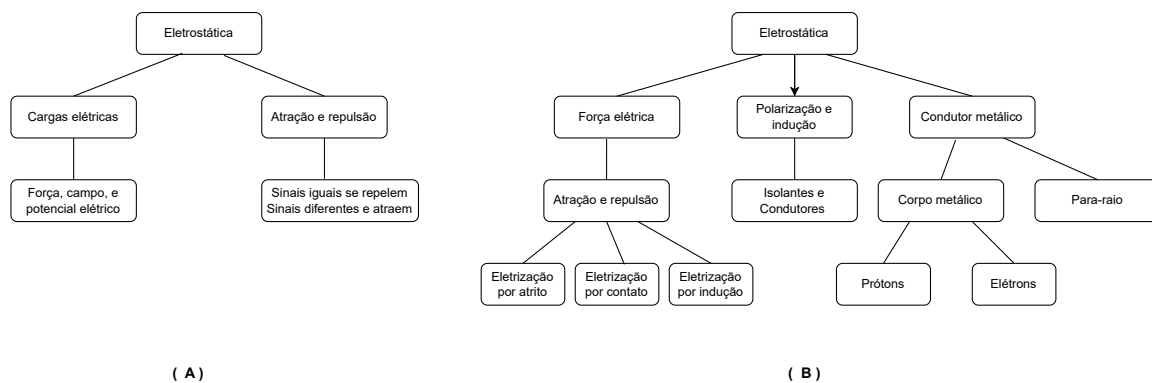 Eletrostática
Cargas elétricas
Atração e repulsão
Força, campo, e
potencial elétrico
Sinais iguais se repelem
Sinais diferentes e atraem
( A )
Eletrostática
Força elétrica
Polarização e
indução
Condutor metálico
Atração e repulsão
Isolantes e
Condutores
Corpo metálico
Para-raio
Eletrização
por atrito
Eletrização
por contato
Eletrização
por indução
Prótons
Elétrons
( B )